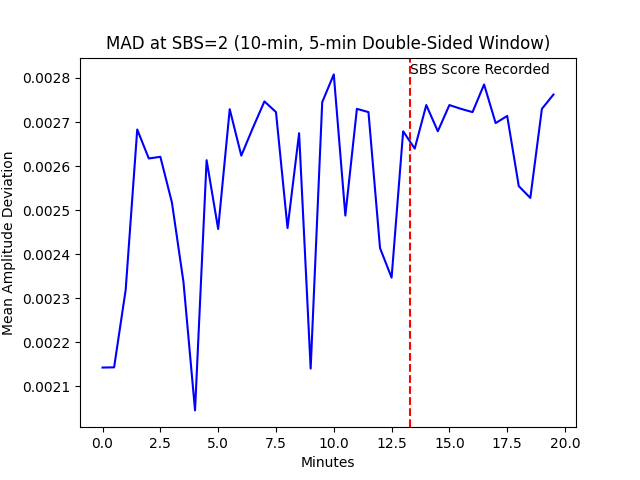 MAD at SBS=2 (10-min, 5-min Double-Sided Window)
SBS Score Recorded
0.0028
0.0027
0.0026
0.0025
0.0024
0.0023
0.0022
0.0021
Mean Amplitude Deviation
0.0 2.5 5.0 7.5 10.0 12.5 15.0 17.5 20.0
Minutes